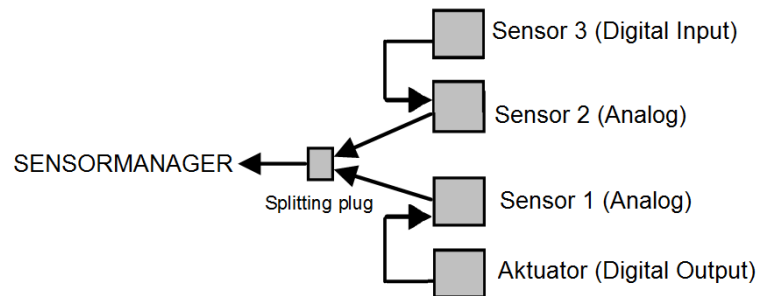 Sensor 3 (Digital Input)
Sensor 2 (Analog)
SENSORMANAGER
Splitting plug
Sensor 1 (Analog)
Aktuator (Digital Output)